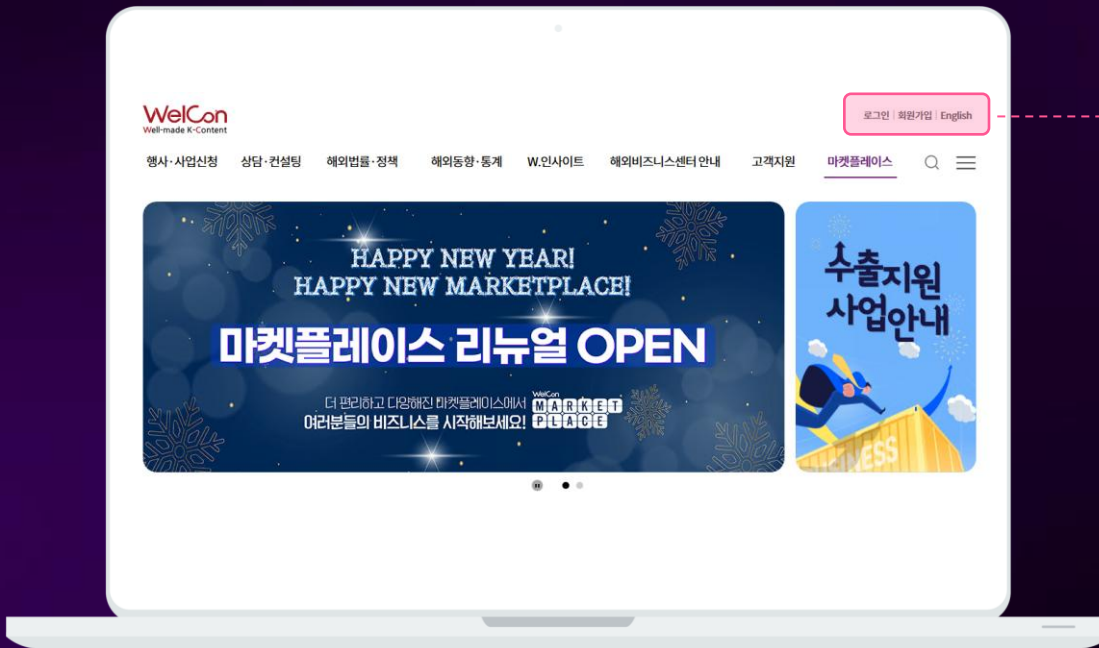 WelCon
Well-made K-Content
로그인 | 회원가입 | English
행사·사업신청 상담·컨설팅 해외법률·정책 해외동향·통계 W.인사이트 해외비즈니스센터 안내 고객지원 마켓플레이스
HAPPY NEW YEAR!
HAPPY NEW MARKETPLACE!
마켓플레이스 리뉴얼 OPEN
더 편리하고 다양해진 마켓플레이스에서
여러분들의 비즈니스를 시작해보세요!
WelCon
MARKET
PLACE
수출지원
사업안내
BUSINESS